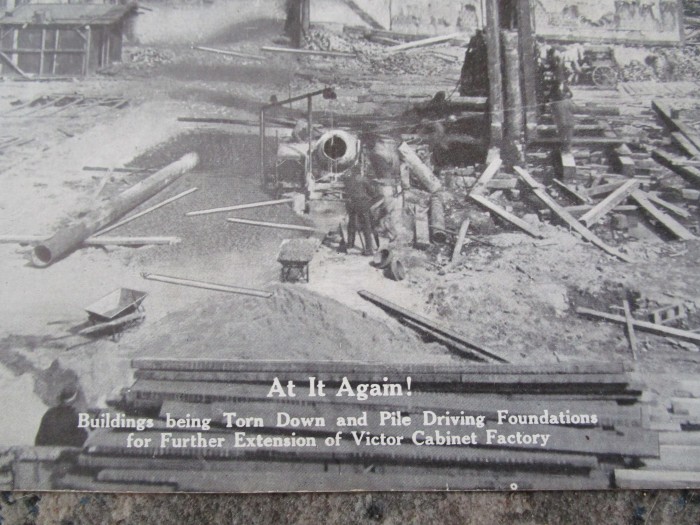 At It Again!
Buildings being Torn Down and Pile Driving Foundations
for Further Extension of Victor Cabinet Factory